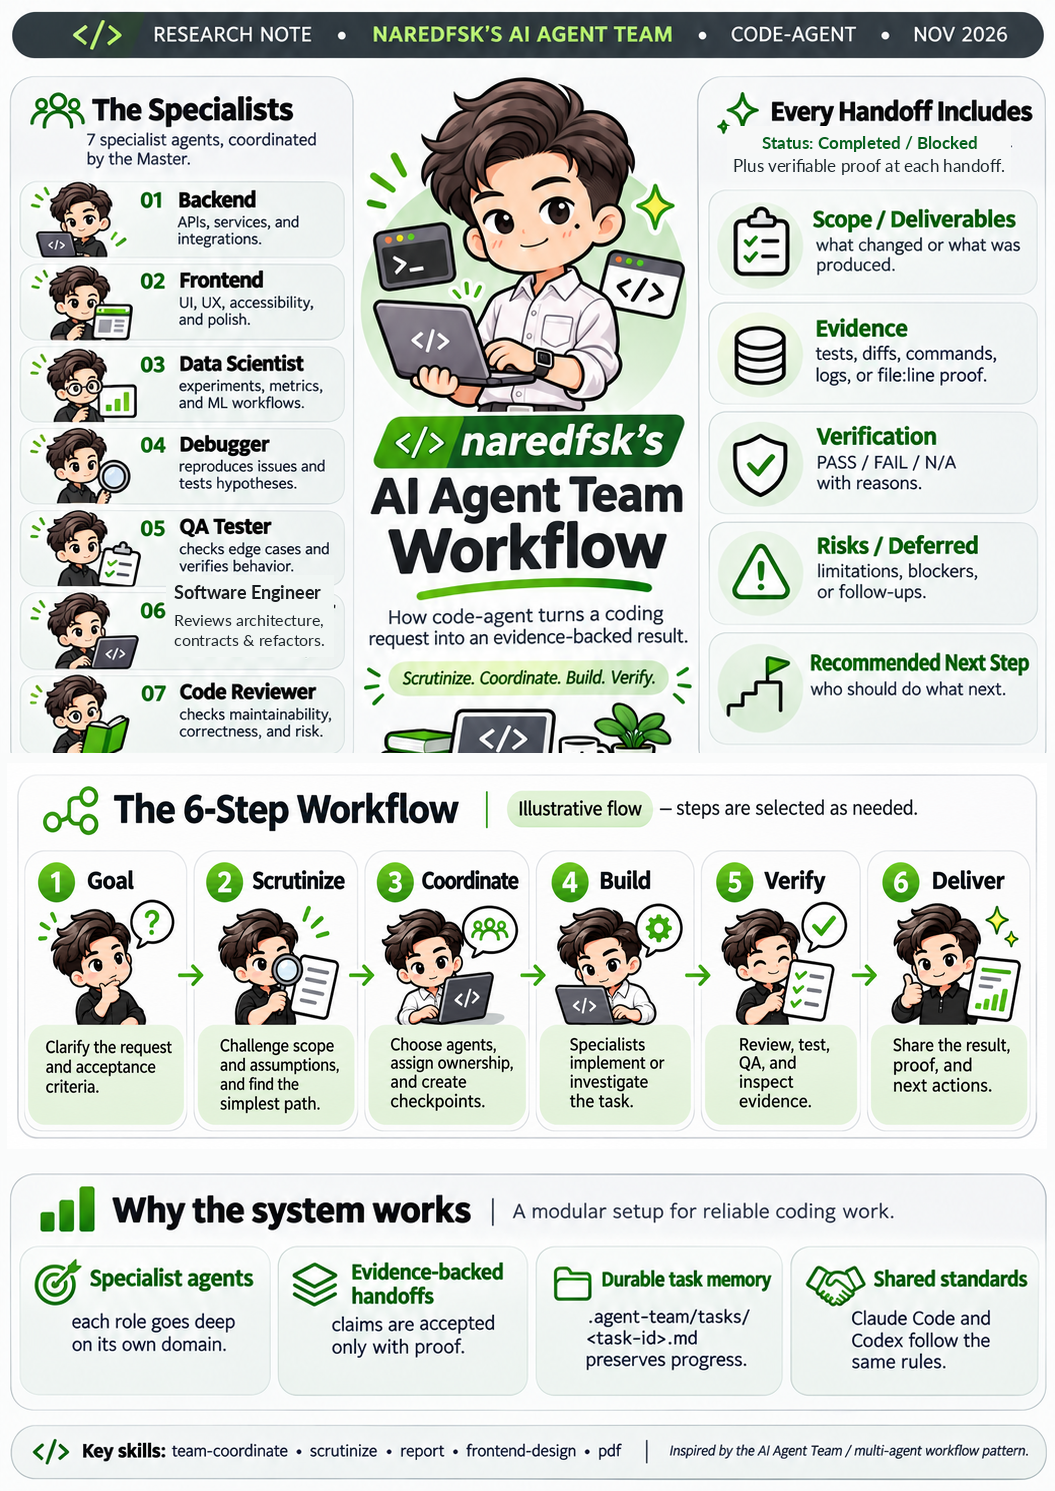 </> RESEARCH NOTE • NAREDFSK'S AI AGENT TEAM • CODE-AGENT • NOV 2026
The Specialists
7 specialist agents, coordinated
by the Master.
01 Backend
APIs, services, and
integrations.
</>
02 Frontend
UI, UX, accessibility,
and polish.
03 Data Scientist
experiments, metrics,
and ML workflows.
04 Debugger
reproduces issues and
tests hypotheses.
05 QA Tester
checks edge cases and
verifies behavior.
06 Software Engineer
Reviews architecture,
contracts & refactors.
</>
07 Code Reviewer
checks maintainability,
correctness, and risk.
>_
</>
</>
</> naredfsk's
AI Agent Team
Workflow
How code-agent turns a coding
request into an evidence-backed result.
Scrutinize. Coordinate. Build. Verify.
</>
Every Handoff Includes
Status: Completed / Blocked
Plus verifiable proof at each handoff.
Scope / Deliverables
what changed or what was
produced.
Evidence
tests, diffs, commands,
logs, or file:line proof.
Verification
PASS / FAIL / N/A
with reasons.
Risks / Deferred
limitations, blockers,
or follow-ups.
Recommended Next Step
who should do what next.
The 6-Step Workflow
Illustrative flow – steps are selected as needed.
1 Goal
?
Clarify the request
and acceptance
criteria.
2 Scrutinize
Challenge scope
and assumptions,
and find the
simplest path.
3 Coordinate
</>
Choose agents,
assign ownership,
and create
checkpoints.
4 Build
</>
Specialists
implement or
investigate
the task.
5 Verify
Review, test,
QA, and
inspect
evidence.
6 Deliver
Share the result,
proof, and
next actions.
Why the system works | A modular setup for reliable coding work.
Specialist agents
each role goes deep
on its own domain.
Evidence-backed
handoffs
claims are accepted
only with proof.
Durable task memory
.agent-team/tasks/
<task-id>.md
preserves progress.
Shared standards
Claude Code and
Codex follow the
same rules.
</> Key skills: team-coordinate • scrutinize • report • frontend-design • pdf | Inspired by the AI Agent Team / multi-agent workflow pattern.